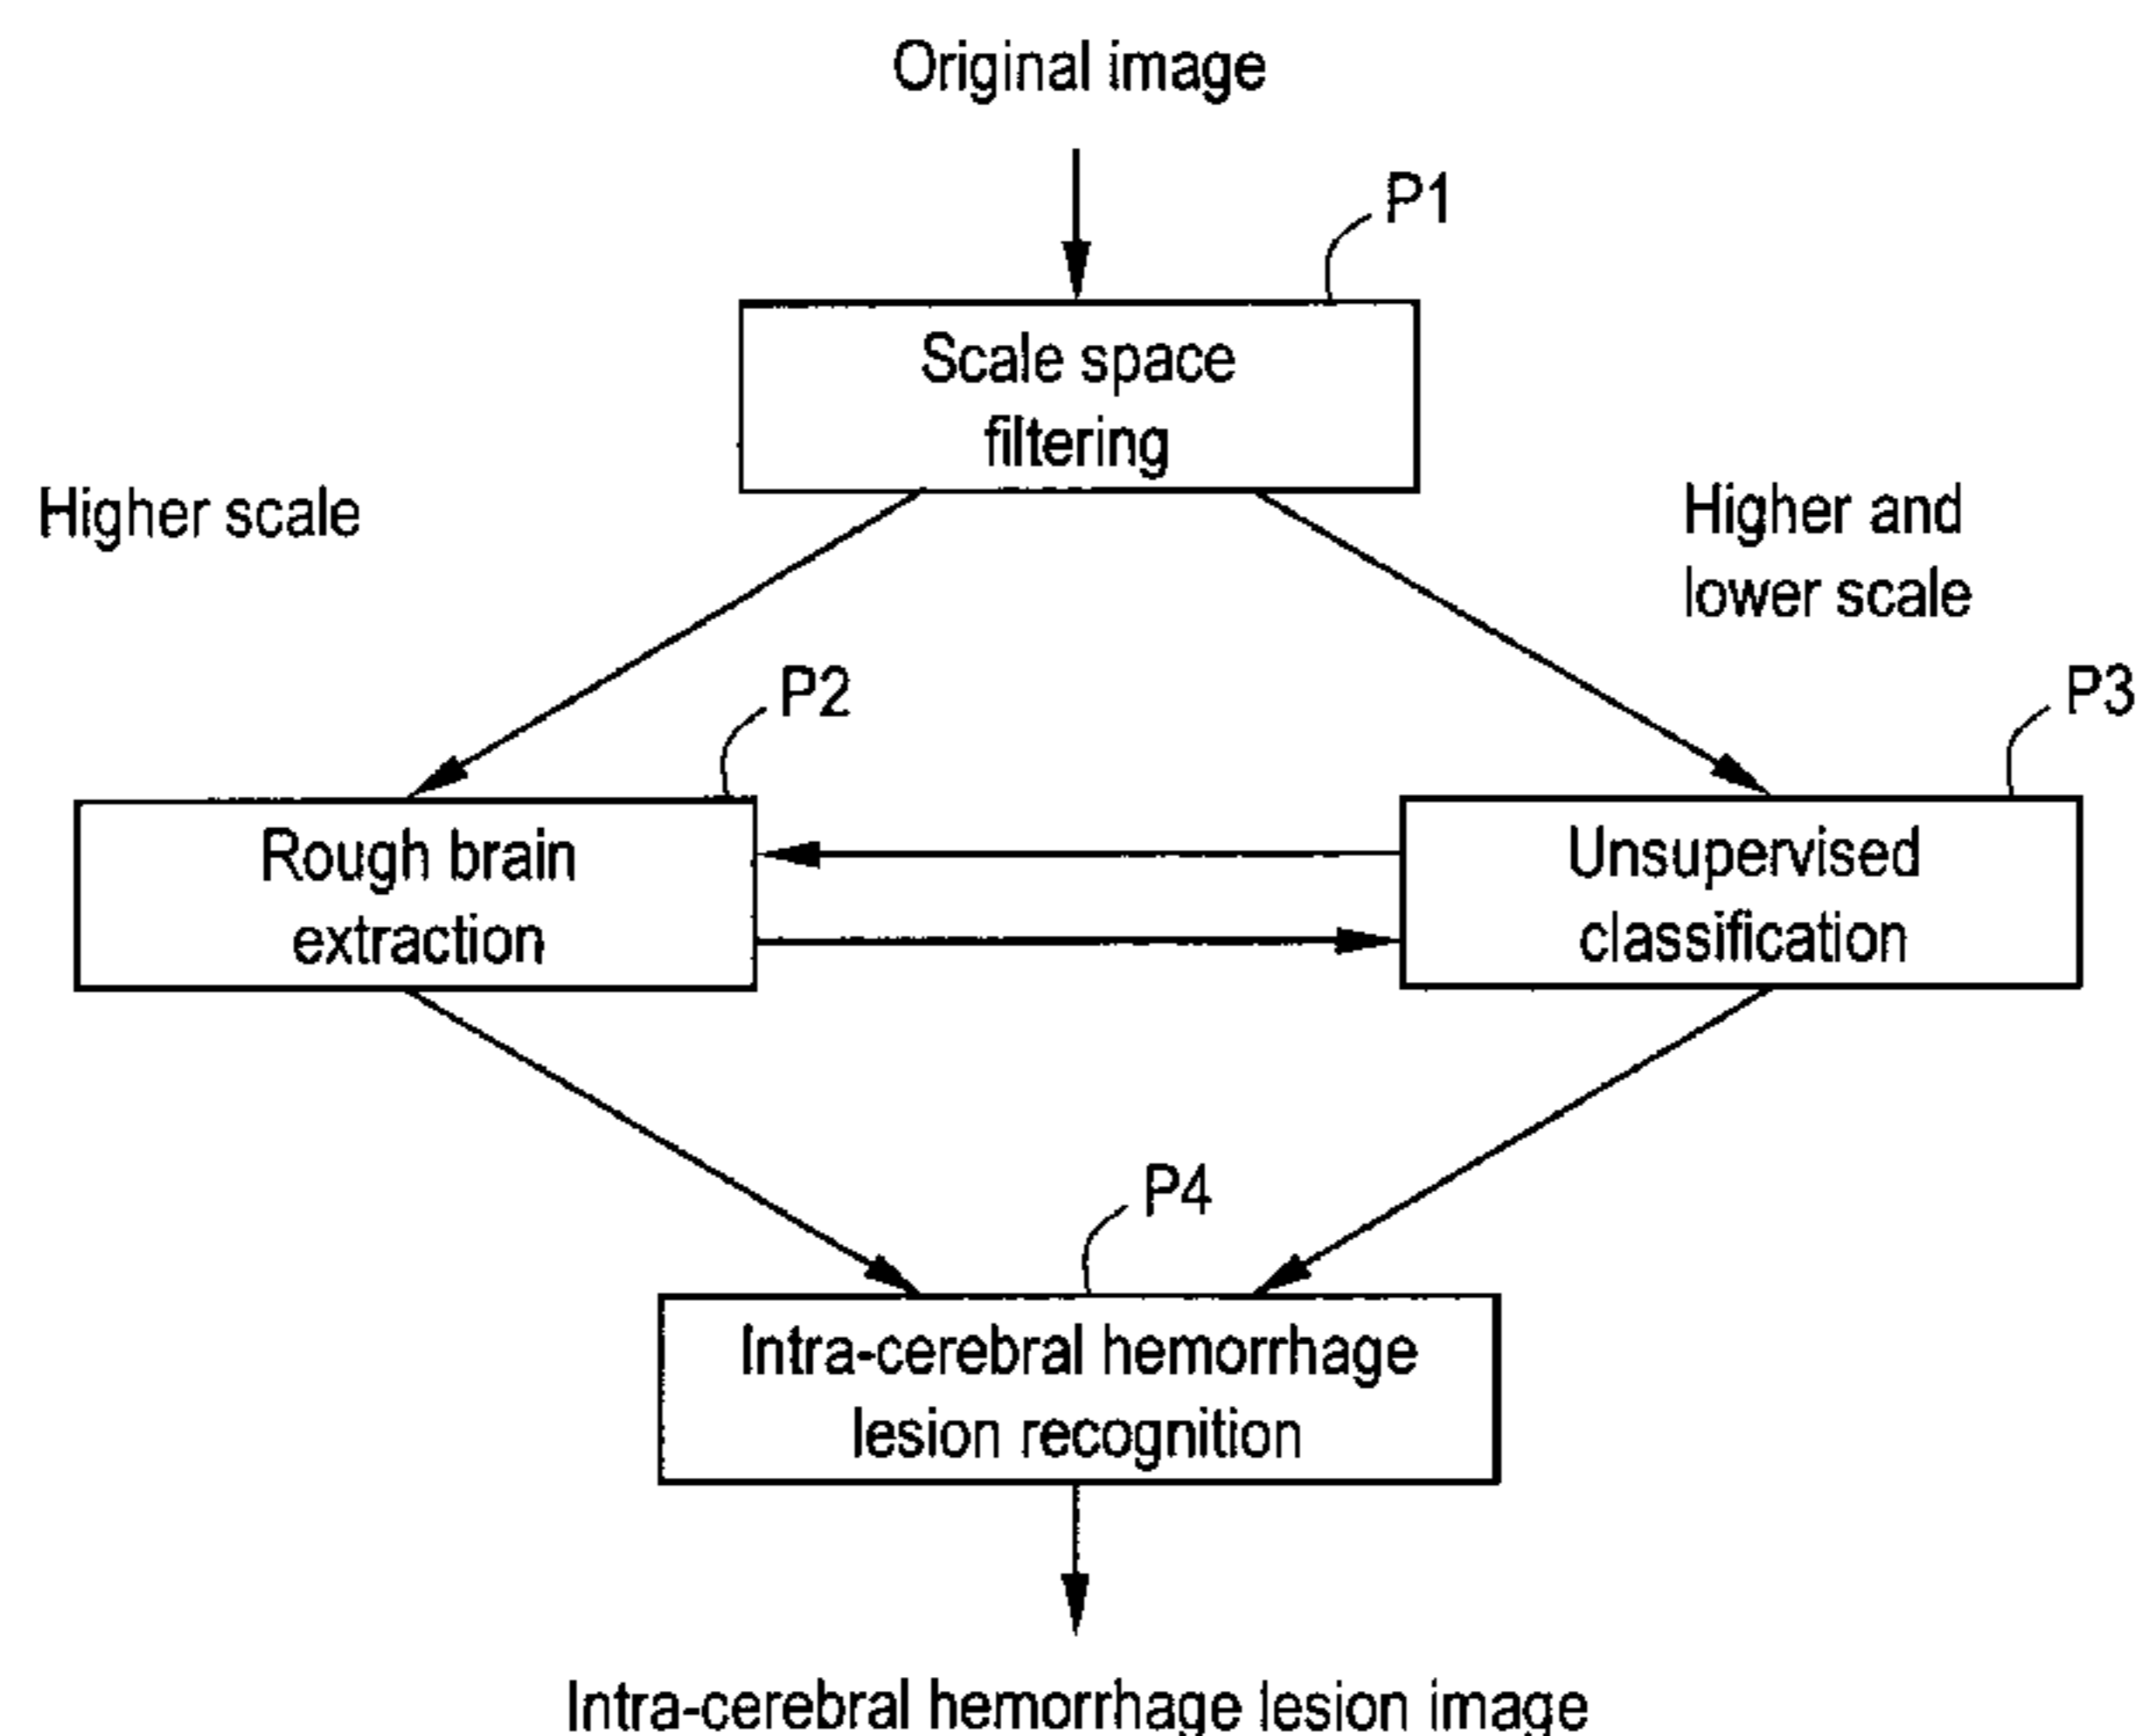 Original image
P1
Scale space
filtering
Higher scale
Higher and
lower scale
P2
P3
Rough brain
extraction
Unsupervised
classification
P4
Intra-cerebral hemorrhage
lesion recognition
Intra-cerebral hemorrhage lesion image